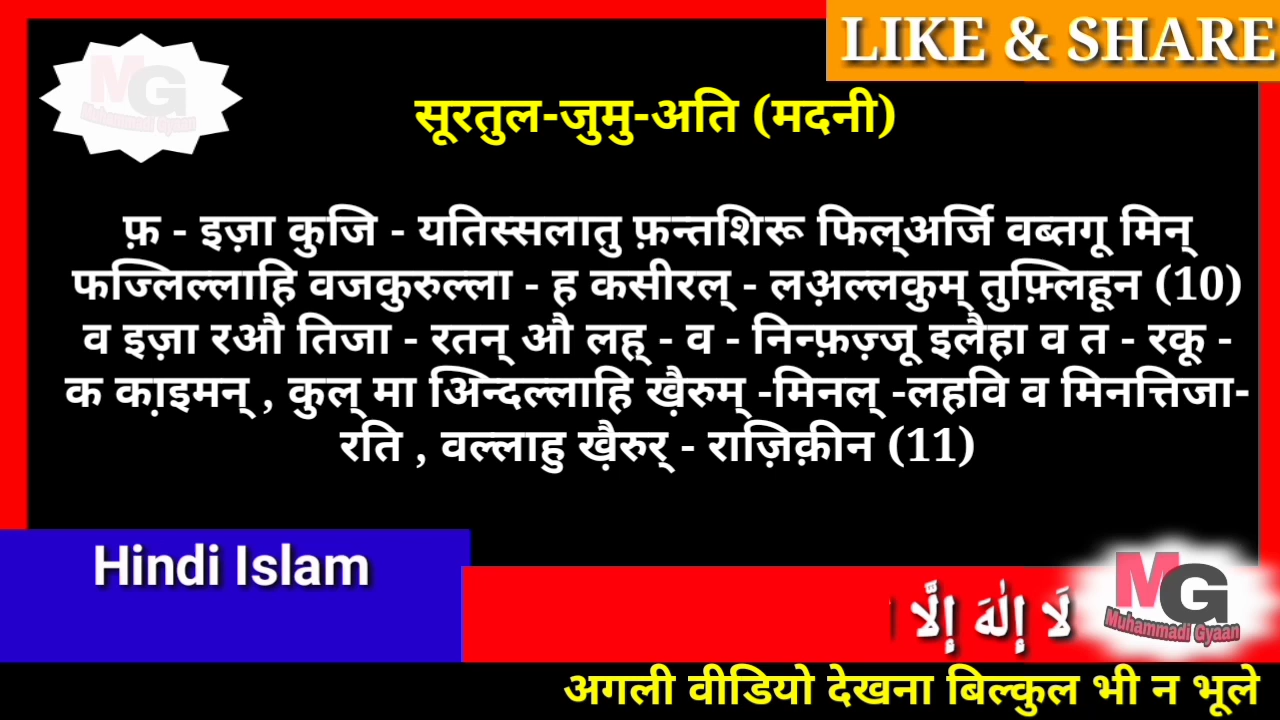 LIKE & SHARE
MG
Muhammadi Gyaan
सूरतुल-जुमु-अति (मदनी)
फ़ - इज़ा कुजि - यतिस्सलातु फ़न्तशिरू फिल्अर्जि वब्तगू मिन्
फज्लिल्लाहि वजकुरुल्ला - ह कसीरल् - लअ़ल्लकुम् तुफ़्लिहून (10)
व इज़ा रऔ तिजा - रतन् औ लह् - व - निन्फ़ज़्जू इलैहा व त - रकू -
क का़इमन् , कुल् मा अिन्दल्लाहि खै़रुम् -मिनल् -लहवि व मिनत्तिजा-
रति , वल्लाहु खै़रुर् - राज़िक़ीन (11)
Hindi Islam
لَا إِلٰهَ إِلَّا
MG
Muhammadi Gyaan
अगली वीडियो देखना बिल्कुल भी न भूले